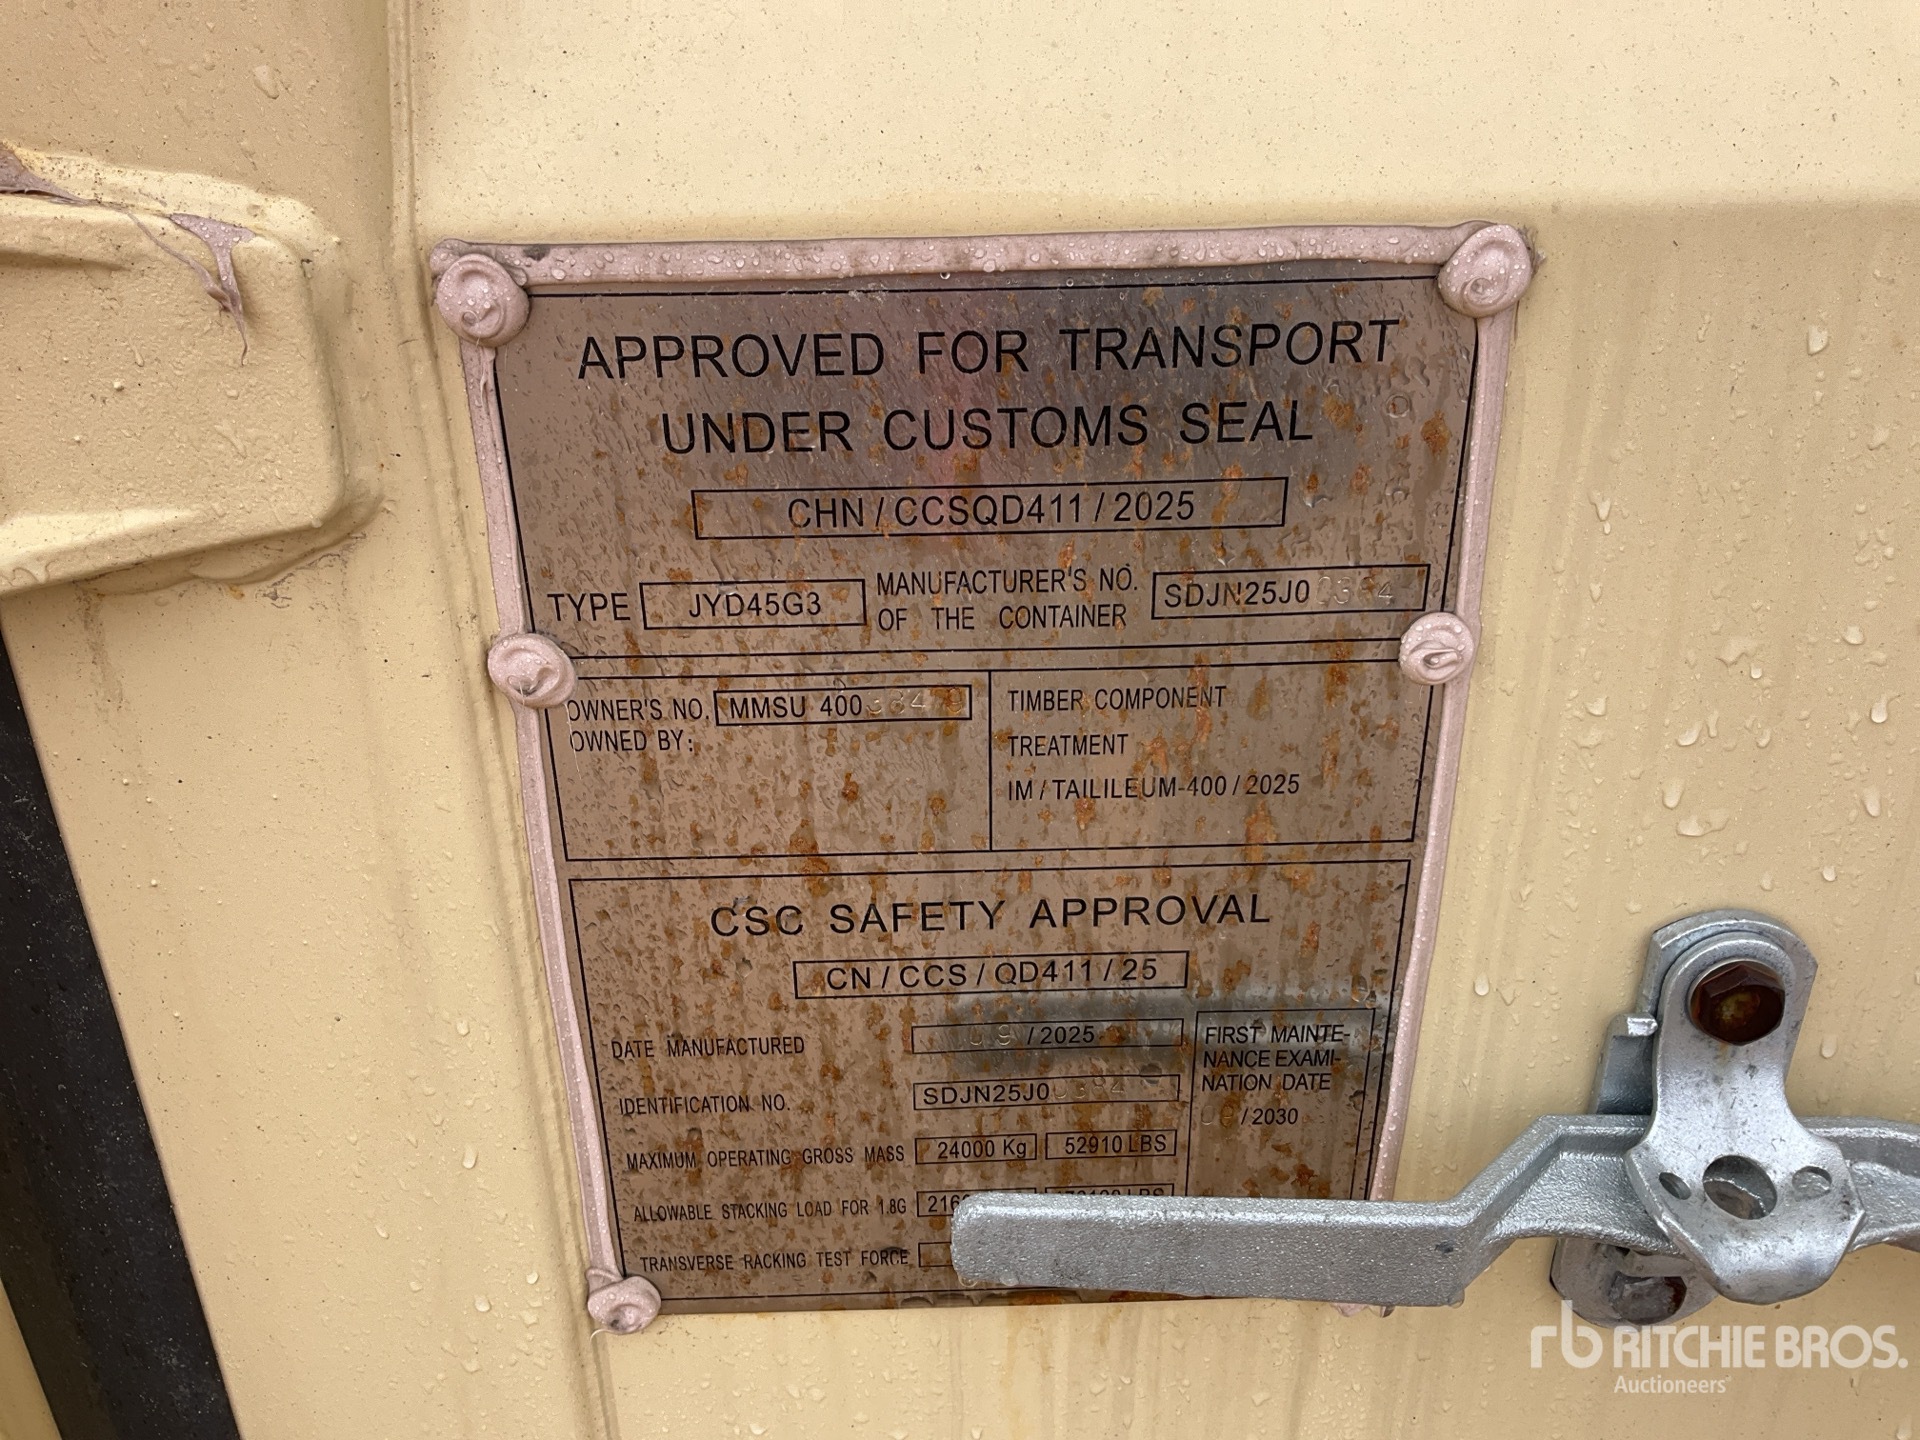 APPROVED FOR TRANSPORT
UNDER CUSTOMS SEAL
CHN / CCSQD411 / 2025
TYPE JYD45G3 MANUFACTURER'S NO. OF THE CONTAINER
OWNER'S NO. MMSU
OWNED BY:
TIMBER COMPONENT
TREATMENT
IM / TAILILEUM-400 / 2025
CSC SAFETY APPROVAL
CN / CCS / QD411 / 25
DATE MANUFACTURED 09 / 2025
IDENTIFICATION NO.
MAXIMUM OPERATING GROSS MASS 24000 Kg 52910 LBS
ALLOWABLE STACKING LOAD FOR 1.8G
TRANSVERSE RACKING TEST FORCE
FIRST MAINTE-
NANCE EXAMI-
NATION DATE
/ 2030
rb RITCHIE BROS.
Auctioneers